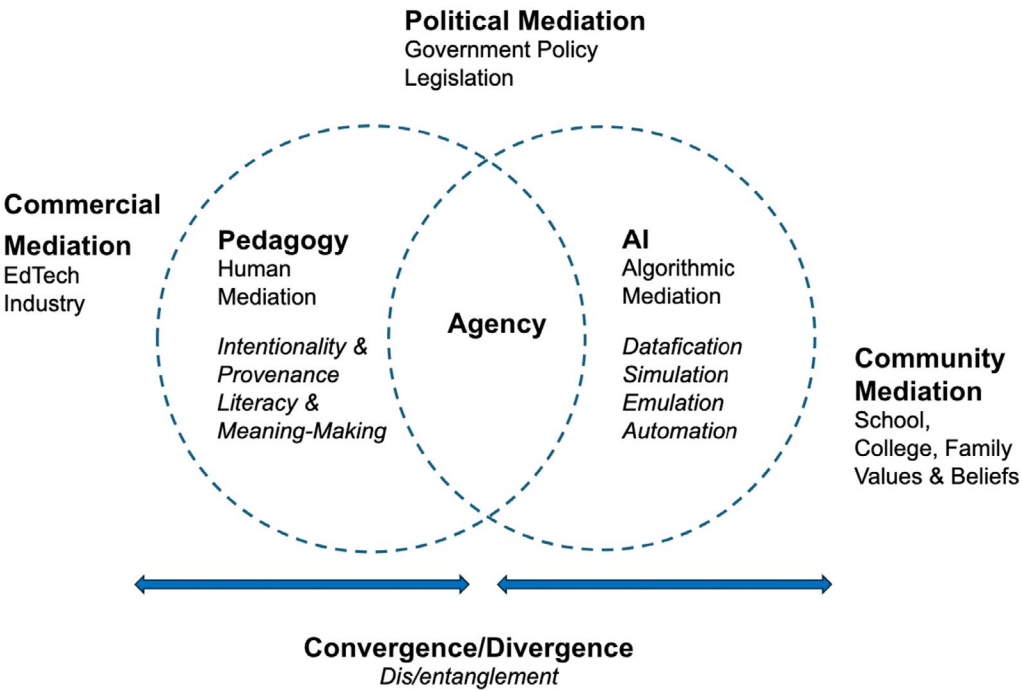 Political Mediation
Government Policy
Legislation
Commercial
Mediation
EdTech
Industry
Pedagogy
Human
Mediation
Intentionality &
Provenance
Literacy &
Meaning-Making
Agency
AI
Algorithmic
Mediation
Datafication
Simulation
Emulation
Automation
Community
Mediation
School,
College, Family
Values & Beliefs
Convergence/Divergence
Dis/entanglement